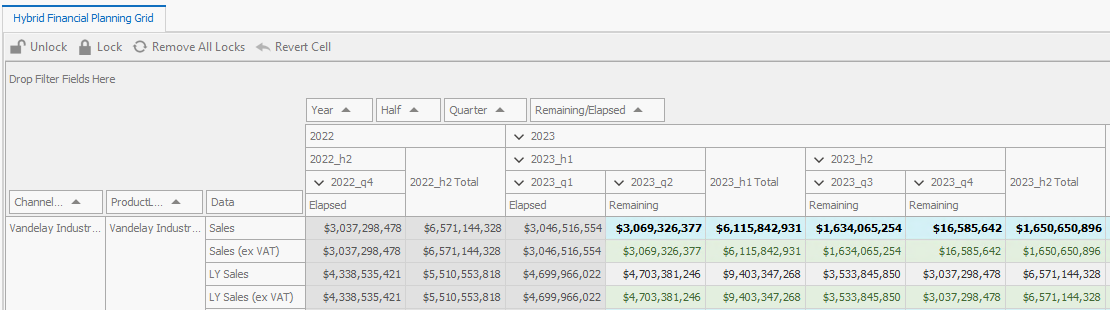 Hybrid Financial Planning Grid
Unlock Lock Remove All Locks Revert Cell
Drop Filter Fields Here
Year Half Quarter Remaining/Elapsed
2022 2023
2022_h2 2023_h1 2023_h2
2022_q4 2022_h2 Total 2023_q1 2023_q2 2023_h1 Total 2023_q3 2023_q4 2023_h2 Total
Channel... ProductL... Data Elapsed Elapsed Remaining Remaining Remaining
Vandelay Industr... Vandelay Industr... Sales $3,037,298,478 $6,571,144,328 $3,046,516,554 $3,069,326,377 $6,115,842,931 $1,634,065,254 $16,585,642 $1,650,650,896
Sales (ex VAT) $3,037,298,478 $6,571,144,328 $3,046,516,554 $3,069,326,377 $6,115,842,931 $1,634,065,254 $16,585,642 $1,650,650,896
LY Sales $4,338,535,421 $5,510,553,818 $4,699,966,022 $4,703,381,246 $9,403,347,268 $3,533,845,850 $3,037,298,478 $6,571,144,328
LY Sales (ex VAT) $4,338,535,421 $5,510,553,818 $4,699,966,022 $4,703,381,246 $9,403,347,268 $3,533,845,850 $3,037,298,478 $6,571,144,328